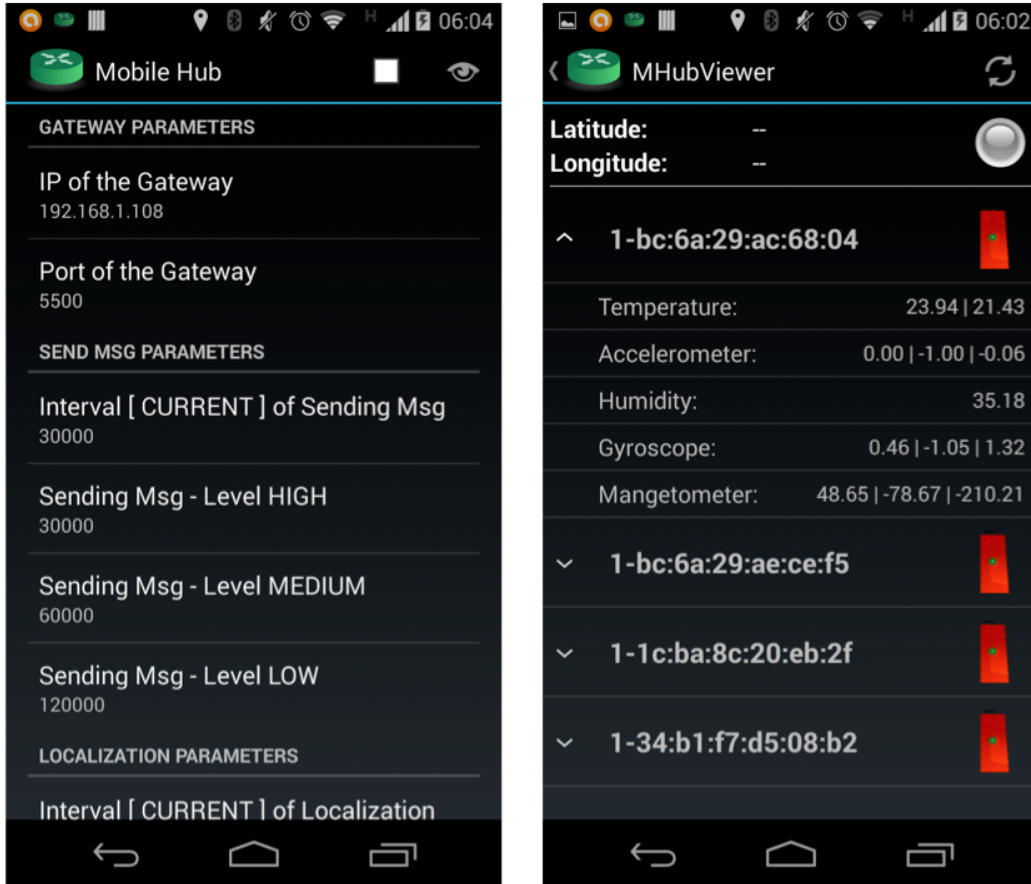 H 06:04
Mobile Hub
GATEWAY PARAMETERS
IP of the Gateway
192.168.1.108
Port of the Gateway
5500
SEND MSG PARAMETERS
Interval [ CURRENT ] of Sending Msg
30000
Sending Msg - Level HIGH
30000
Sending Msg - Level MEDIUM
60000
Sending Msg - Level LOW
120000
LOCALIZATION PARAMETERS
Interval [ CURRENT ] of Localization
H 06:02
MHubViewer
Latitude: --
Longitude: --
1-bc:6a:29:ac:68:04
Temperature: 23.94 | 21.43
Accelerometer: 0.00 | -1.00 | -0.06
Humidity: 35.18
Gyroscope: 0.46 | -1.05 | 1.32
Mangetometer: 48.65 | -78.67 | -210.21
1-bc:6a:29:ae:ce:f5
1-1c:ba:8c:20:eb:2f
1-34:b1:f7:d5:08:b2